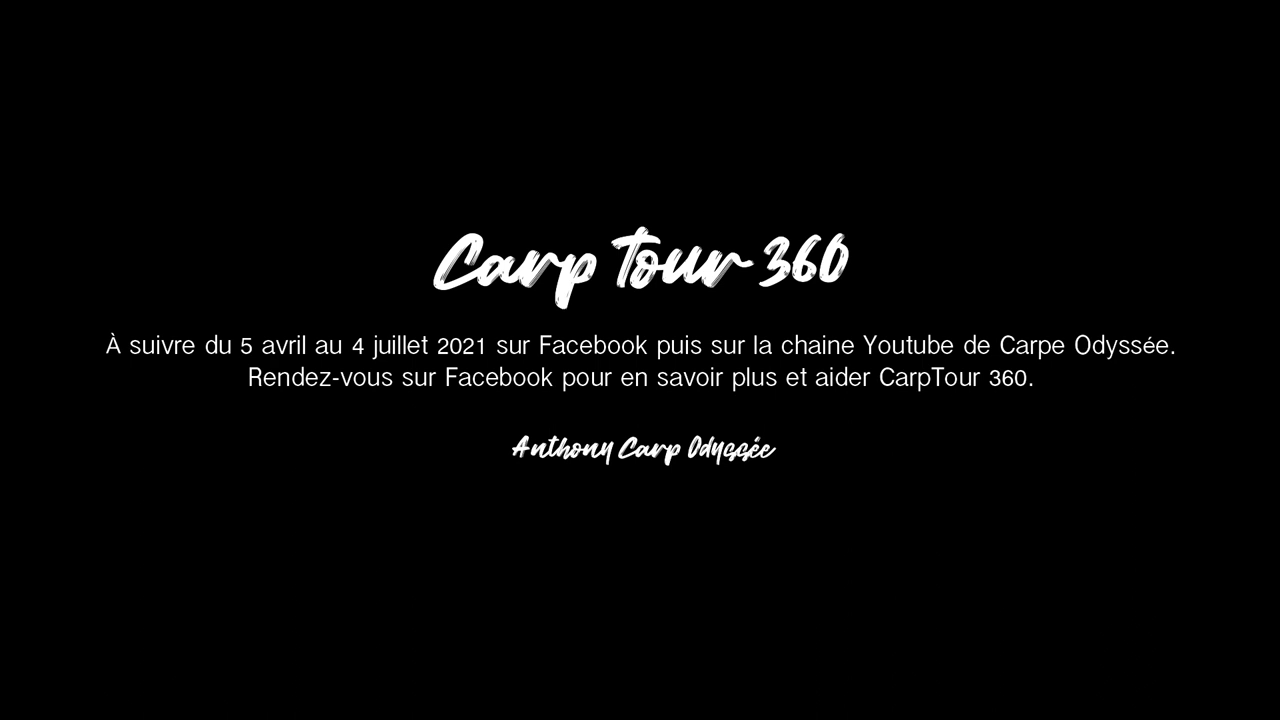 Carp Tour 360
À suivre du 5 avril au 4 juillet 2021 sur Facebook puis sur la chaine Youtube de Carpe Odyssée.
Rendez-vous sur Facebook pour en savoir plus et aider CarpTour 360.
Anthony Carp Odyssée